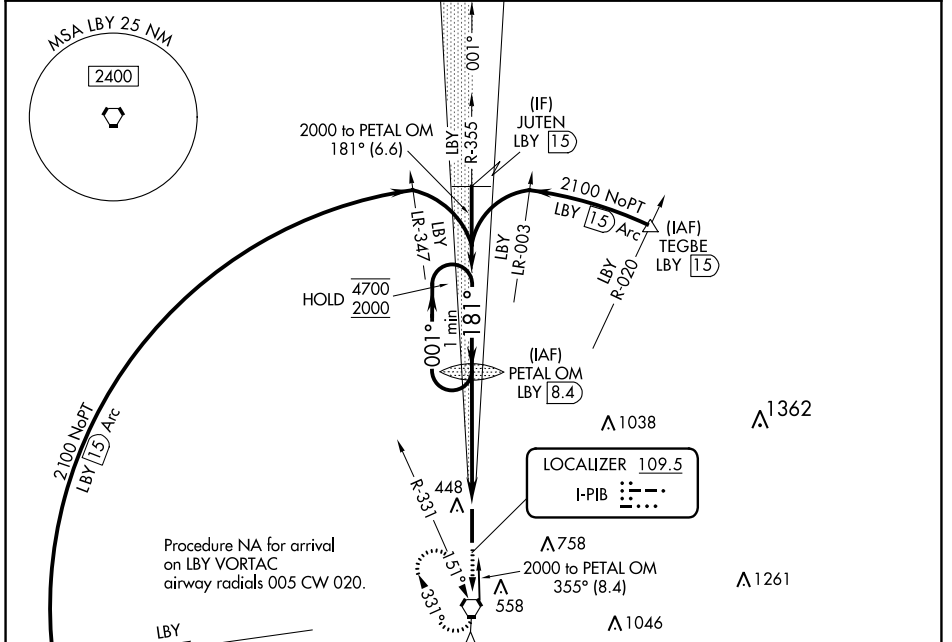 MSA LBY 25 NM
2400
001°
LBY
R-355
2000 to PETAL OM
181° (6.6)
(IF)
JUTEN
LBY 15
2100 NoPT
LBY 15 Arc
(IAF)
TEGBE
LBY 15
LBY
LR-347
LBY
LR-003
LBY
R-020
HOLD 4700
2000
001°
1 min
181°
(IAF)
PETAL OM
LBY 8.4
2100 NoPT
LBY 15 Arc
1038
1362
LOCALIZER 109.5
I-PIB
R-331
448
758
Procedure NA for arrival
on LBY VORTAC
airway radials 005 CW 020.
151°
331°
2000 to PETAL OM
355° (8.4)
558
1261
1046
LBY